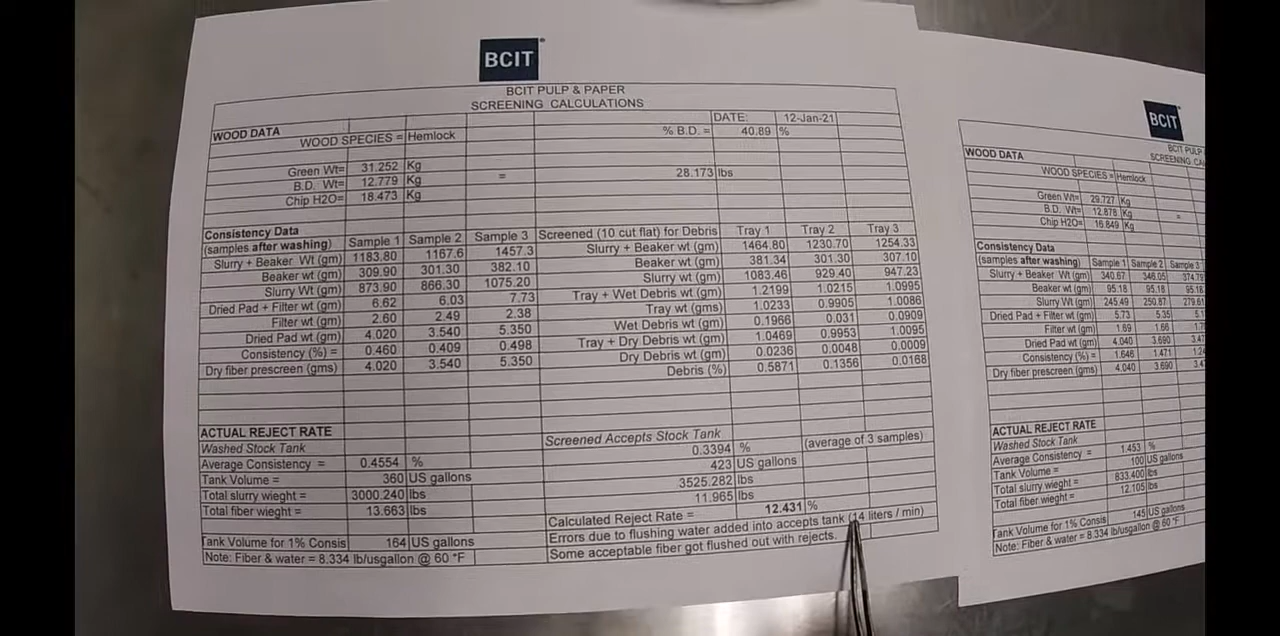 BCIT
BCIT PULP & PAPER
SCREENING CALCULATIONS
DATE: 12-Jan-21
WOOD DATA
WOOD SPECIES = Hemlock % B.D. = 40.89 %
Green Wt= 31.252 Kg
B.D. Wt= 12.779 Kg = 28.173 lbs
Chip H2O= 18.473 Kg
Consistency Data
(samples after washing) Sample 1 Sample 2 Sample 3 Screened (10 cut flat) for Debris Tray 1 Tray 2 Tray 3
Slurry + Beaker Wt (gm) 1183.80 1167.6 1457.3 Slurry + Beaker wt (gm) 1464.80 1230.70 1254.33
Beaker wt (gm) 309.90 301.30 382.10 Beaker wt (gm) 381.34 301.30 307.10
Slurry Wt (gm) 873.90 866.30 1075.20 Slurry wt (gm) 1083.46 929.40 947.23
Dried Pad + Filter wt (gm) 6.62 6.03 7.73 Tray + Wet Debris wt (gm) 1.2199 1.0215 1.0995
Filter wt (gm) 2.60 2.49 2.38 Tray wt (gms) 1.0233 0.9905 1.0086
Dried Pad wt (gm) 4.020 3.540 5.350 Wet Debris wt (gm) 0.1966 0.031 0.0909
Consistency (%) = 0.460 0.409 0.498 Tray + Dry Debris wt (gm) 1.0469 0.9953 1.0095
Dry fiber prescreen (gms) 4.020 3.540 5.350 Dry Debris wt (gm) 0.0236 0.0048 0.0009
Debris (%) 0.5871 0.1356 0.0168
ACTUAL REJECT RATE
Washed Stock Tank Screened Accepts Stock Tank
Average Consistency = 0.4554 % 0.3394 % (average of 3 samples)
Tank Volume = 360 US gallons 423 US gallons
Total slurry wieght = 3000.240 lbs 3525.282 lbs
Total fiber wieght = 13.663 lbs 11.965 lbs
Calculated Reject Rate = 12.431 %
Tank Volume for 1% Consis 164 US gallons Errors due to flushing water added into accepts tank (14 liters / min)
Note: Fiber & water = 8.334 lb/usgallon @ 60 °F Some acceptable fiber got flushed out with rejects.
BCIT
BCIT PULP
SCREENING CA
WOOD DATA
WOOD SPECIES = Hemlock
Green Wt= 29.727 Kg
B.D. Wt= 12.878 Kg =
Chip H2O= 16.849 Kg
Consistency Data
(samples after washing) Sample 1 Sample 2 Sample 3
Slurry + Beaker Wt (gm) 340.67 346.05 374.79
Beaker wt (gm) 95.18 95.18 95.18
Slurry Wt (gm) 245.49 250.87 279.61
Dried Pad + Filter wt (gm) 5.73 5.35
Filter wt (gm) 1.69 1.66
Dried Pad wt (gm) 4.040 3.690 3.47
Consistency (%) = 1.646 1.471 1.24
Dry fiber prescreen (gms) 4.040 3.690 3.4
ACTUAL REJECT RATE
Washed Stock Tank
Average Consistency = 1.453 %
Tank Volume = 100 US gallons
Total slurry wieght = 833.400 lbs
Total fiber wieght = 12.105 lbs
Tank Volume for 1% Consis 145 US gallons
Note: Fiber & water = 8.334 lb/usgallon @ 60 °F